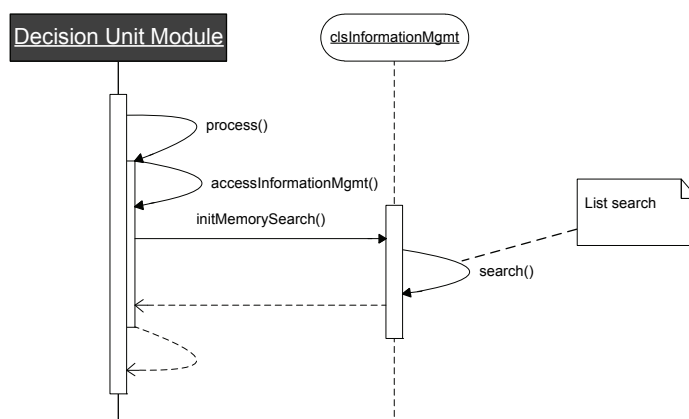 Decision Unit Module
clsInformationMgmt
process()
accessInformationMgmt()
initMemorySearch()
List search
search()